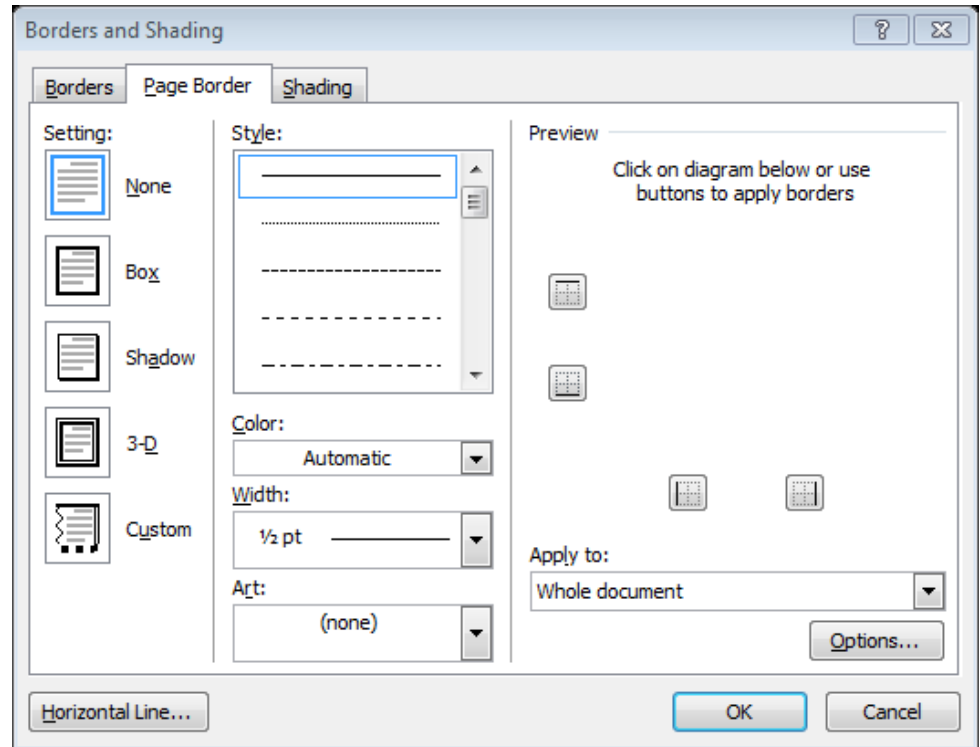 Borders and Shading
Borders
Page Border
Shading
Setting:
None
Box
Shadow
3-D
Custom
Style:
Color:
Automatic
Width:
½ pt
Art:
(none)
Preview
Click on diagram below or use
buttons to apply borders
Apply to:
Whole document
Options...
Horizontal Line...
OK
Cancel